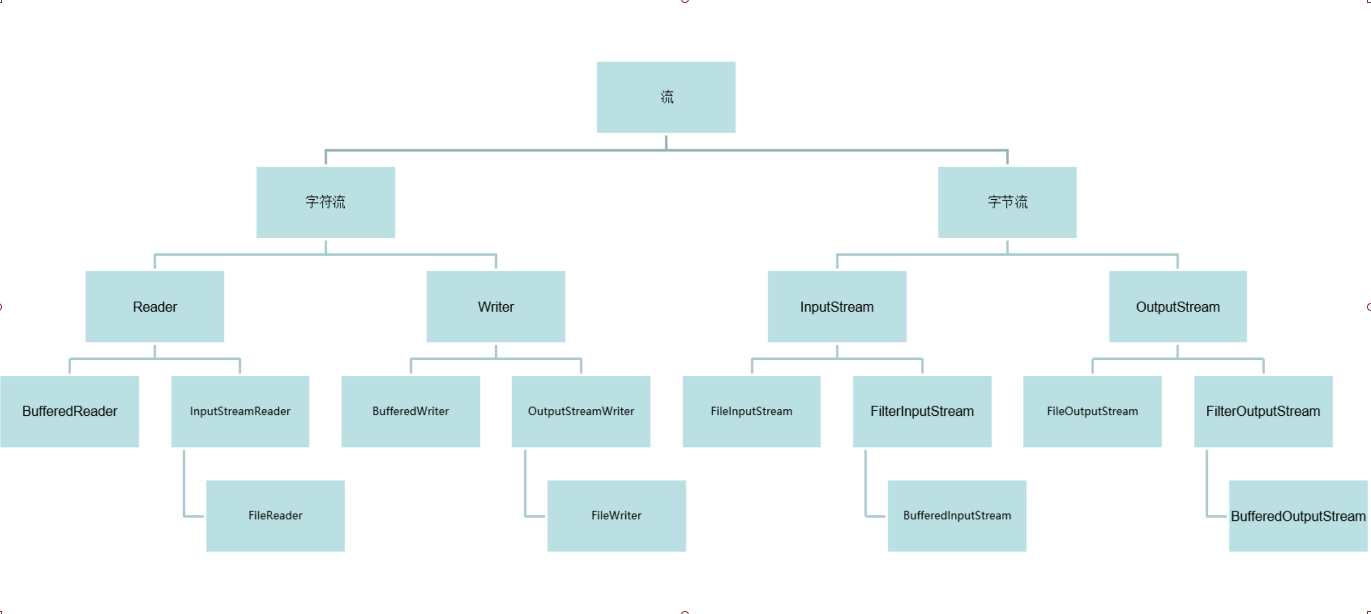 流
字符流
字节流
Reader
Writer
InputStream
OutputStream
BufferedReader
InputStreamReader
BufferedWriter
OutputStreamWriter
FileInputStream
FilterInputStream
FileOutputStream
FilterOutputStream
FileReader
FileWriter
BufferedInputStream
BufferedOutputStream